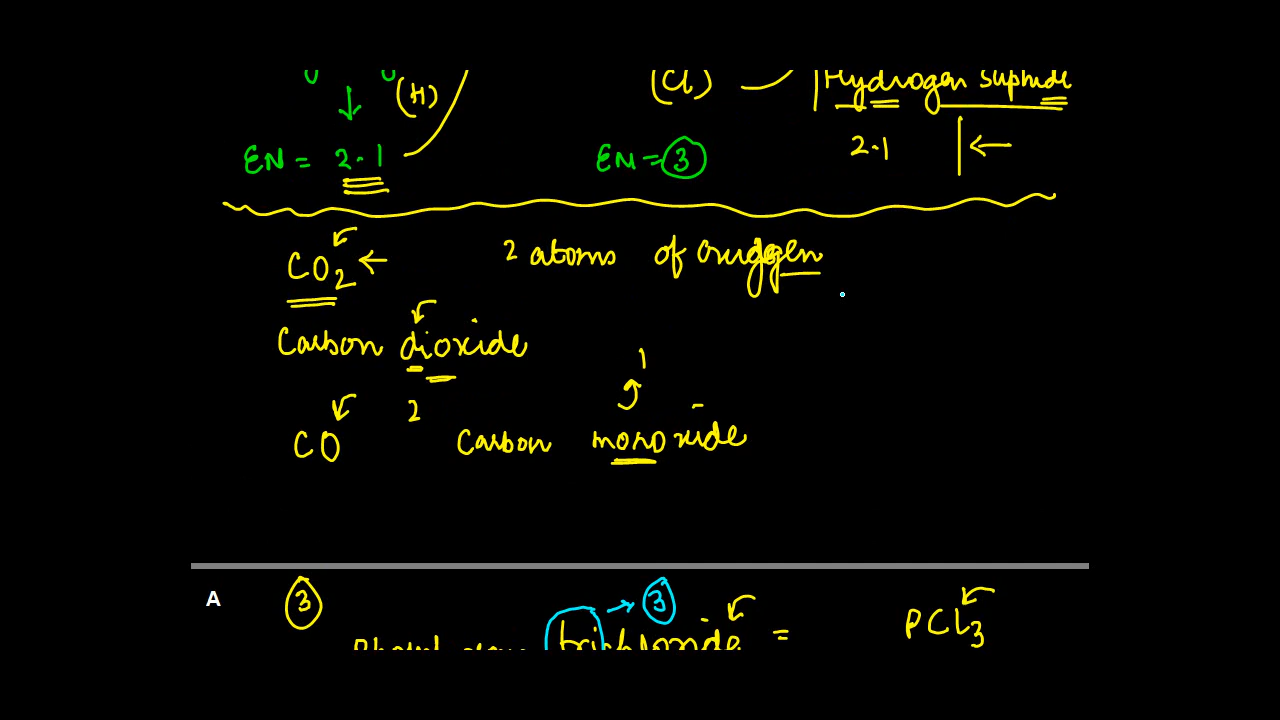 (H) (Cl) Hydrogen sulphide
EN = 2.1 EN = 3 2.1
CO2 2 atoms of oxygen
Carbon dioxide
1
CO 2 Carbon monoxide
A 3 3
trichloride = PCl3